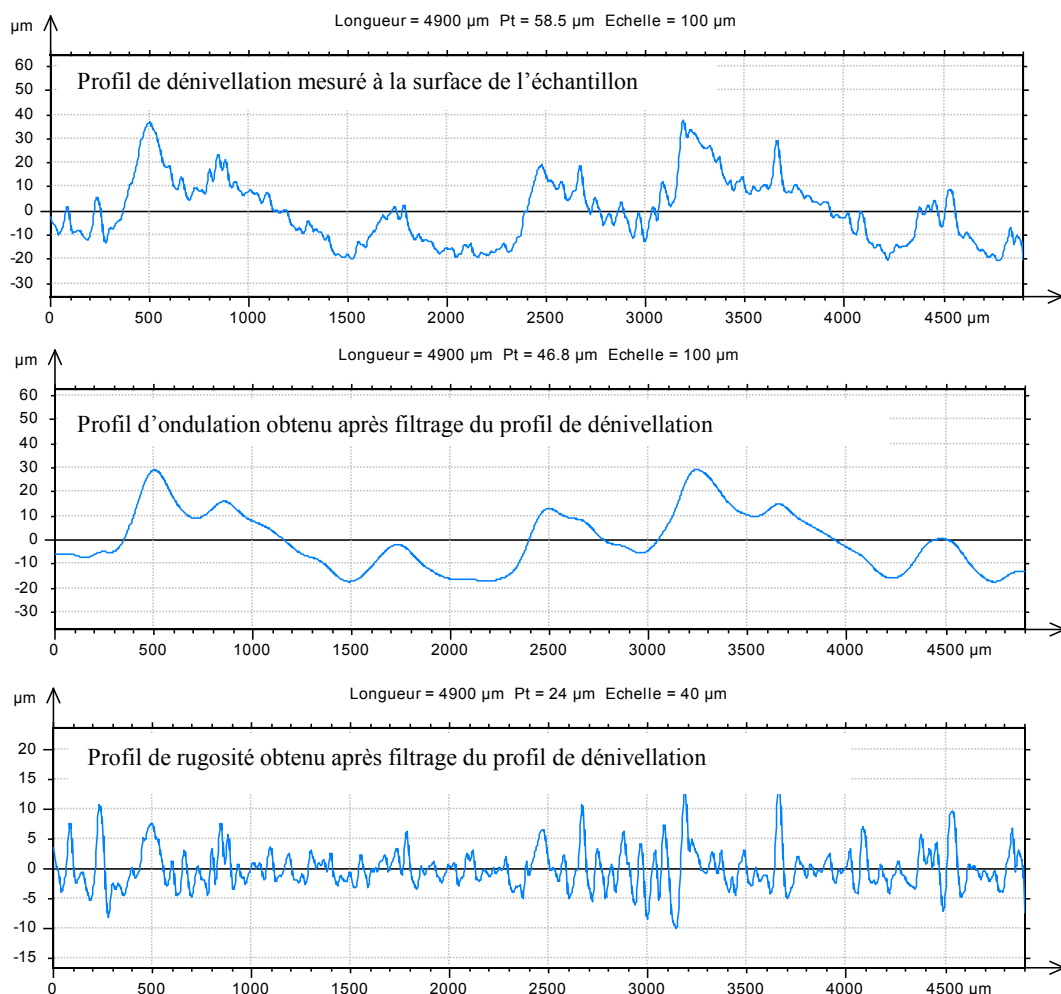 Longueur = 4900 µm Pt = 58.5 µm Echelle = 100 µm
µm
Profil de dénivellation mesuré à la surface de l'échantillon
60
50
40
30
20
10
0
-10
-20
-30
0 500 1000 1500 2000 2500 3000 3500 4000 4500 µm
Longueur = 4900 µm Pt = 46.8 µm Echelle = 100 µm
µm
Profil d'ondulation obtenu après filtrage du profil de dénivellation
60
50
40
30
20
10
0
-10
-20
-30
0 500 1000 1500 2000 2500 3000 3500 4000 4500 µm
Longueur = 4900 µm Pt = 24 µm Echelle = 40 µm
µm
Profil de rugosité obtenu après filtrage du profil de dénivellation
20
15
10
5
0
-5
-10
-15
0 500 1000 1500 2000 2500 3000 3500 4000 4500 µm